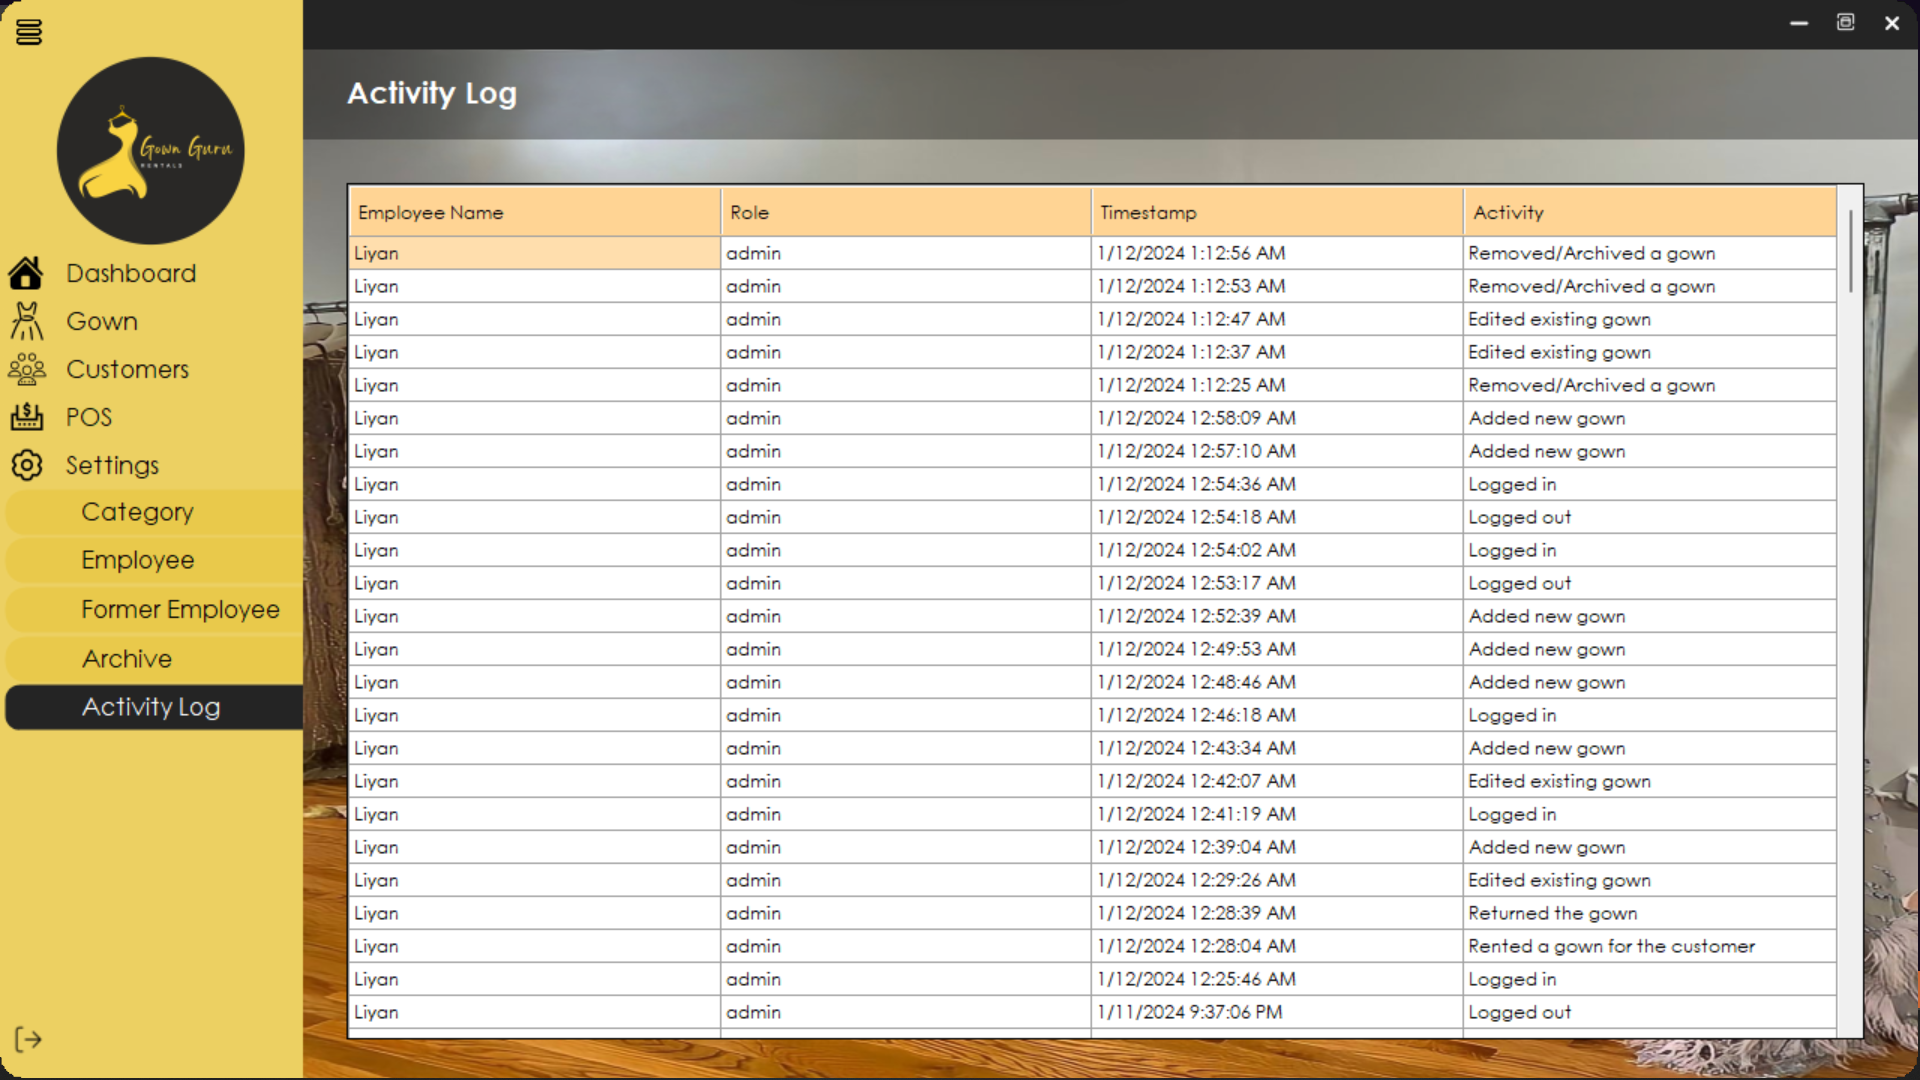 Gown Guru
RENTALS
Dashboard
Gown
Customers
POS
Settings
Category
Employee
Former Employee
Archive
Activity Log
Activity Log
Employee Name Role Timestamp Activity
Liyan admin 1/12/2024 1:12:56 AM Removed/Archived a gown
Liyan admin 1/12/2024 1:12:53 AM Removed/Archived a gown
Liyan admin 1/12/2024 1:12:47 AM Edited existing gown
Liyan admin 1/12/2024 1:12:37 AM Edited existing gown
Liyan admin 1/12/2024 1:12:25 AM Removed/Archived a gown
Liyan admin 1/12/2024 12:58:09 AM Added new gown
Liyan admin 1/12/2024 12:57:10 AM Added new gown
Liyan admin 1/12/2024 12:54:36 AM Logged in
Liyan admin 1/12/2024 12:54:18 AM Logged out
Liyan admin 1/12/2024 12:54:02 AM Logged in
Liyan admin 1/12/2024 12:53:17 AM Logged out
Liyan admin 1/12/2024 12:52:39 AM Added new gown
Liyan admin 1/12/2024 12:49:53 AM Added new gown
Liyan admin 1/12/2024 12:48:46 AM Added new gown
Liyan admin 1/12/2024 12:46:18 AM Logged in
Liyan admin 1/12/2024 12:43:34 AM Added new gown
Liyan admin 1/12/2024 12:42:07 AM Edited existing gown
Liyan admin 1/12/2024 12:41:19 AM Logged in
Liyan admin 1/12/2024 12:39:04 AM Added new gown
Liyan admin 1/12/2024 12:29:26 AM Edited existing gown
Liyan admin 1/12/2024 12:28:39 AM Returned the gown
Liyan admin 1/12/2024 12:28:04 AM Rented a gown for the customer
Liyan admin 1/12/2024 12:25:46 AM Logged in
Liyan admin 1/11/2024 9:37:06 PM Logged out